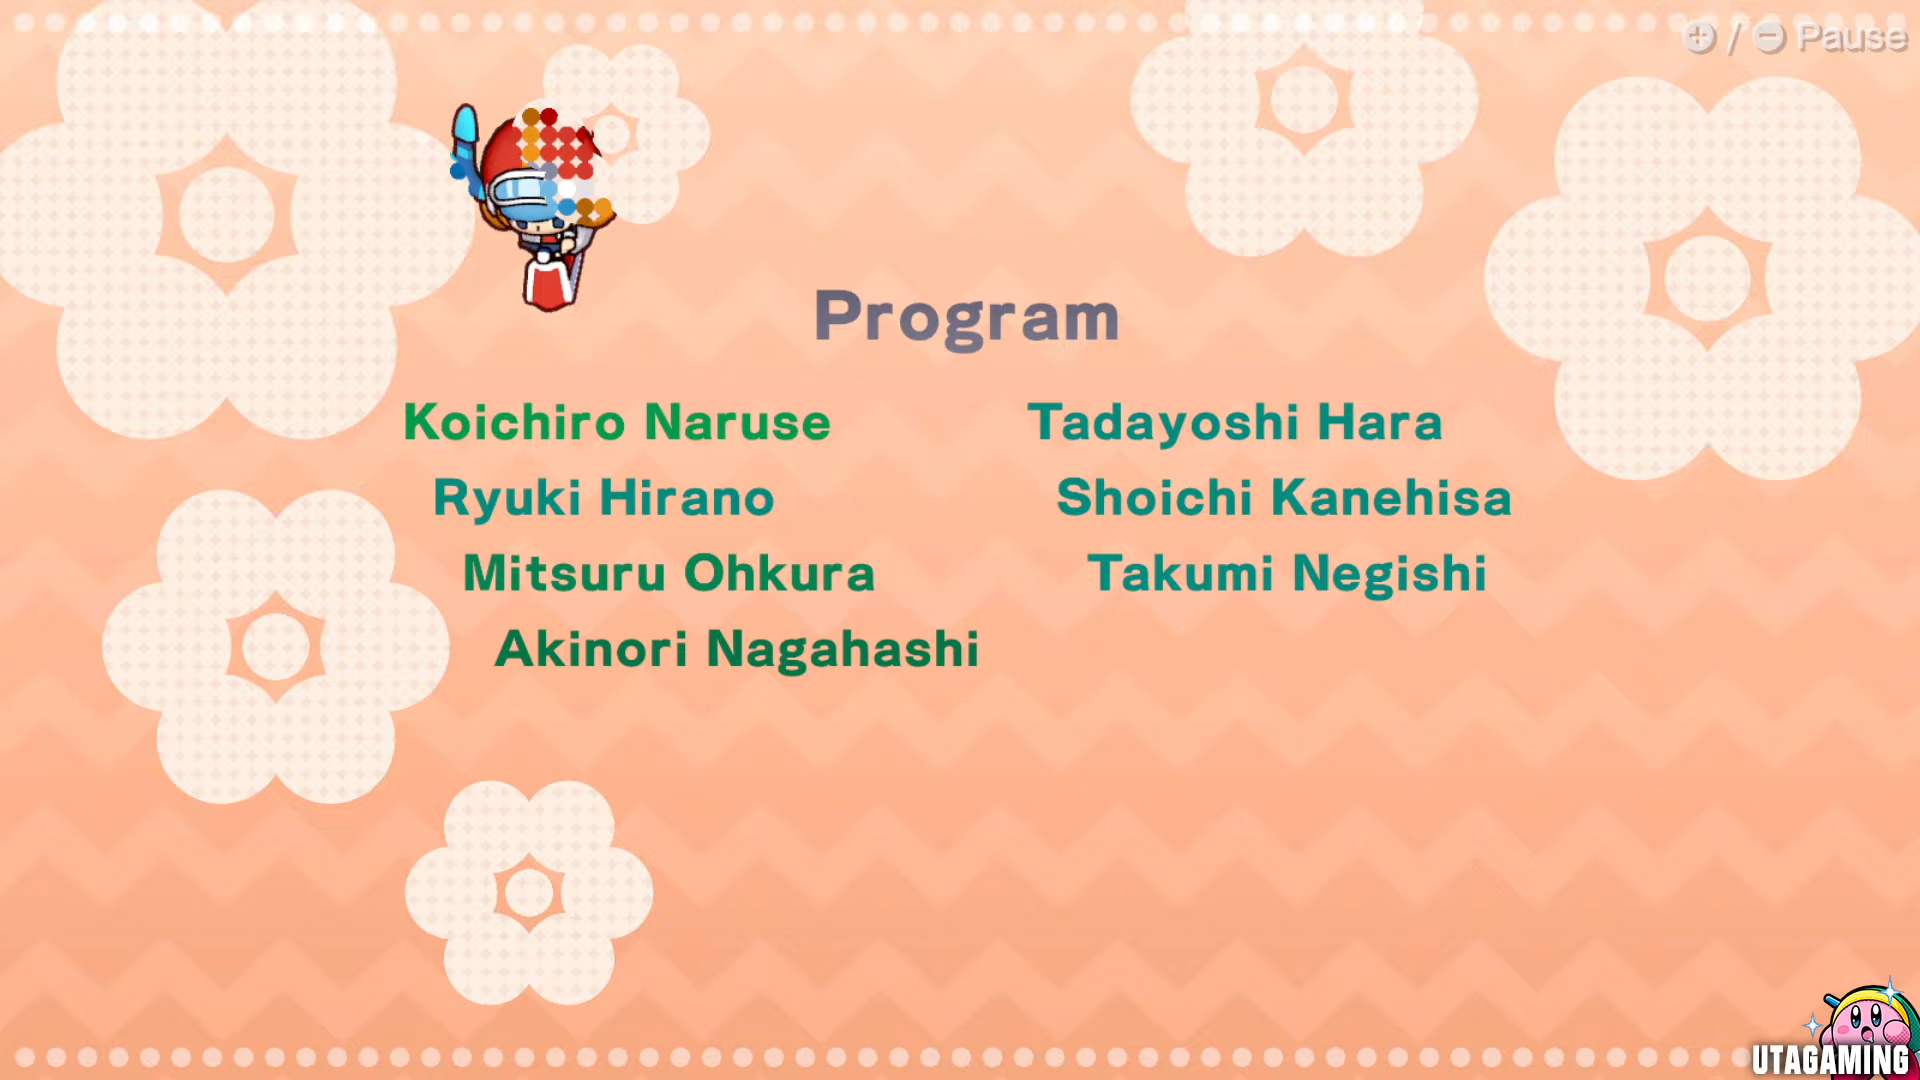 + / − Pause
Program
Koichiro Naruse
Tadayoshi Hara
Ryuki Hirano
Shoichi Kanehisa
Mitsuru Ohkura
Takumi Negishi
Akinori Nagahashi
UTAGAMING